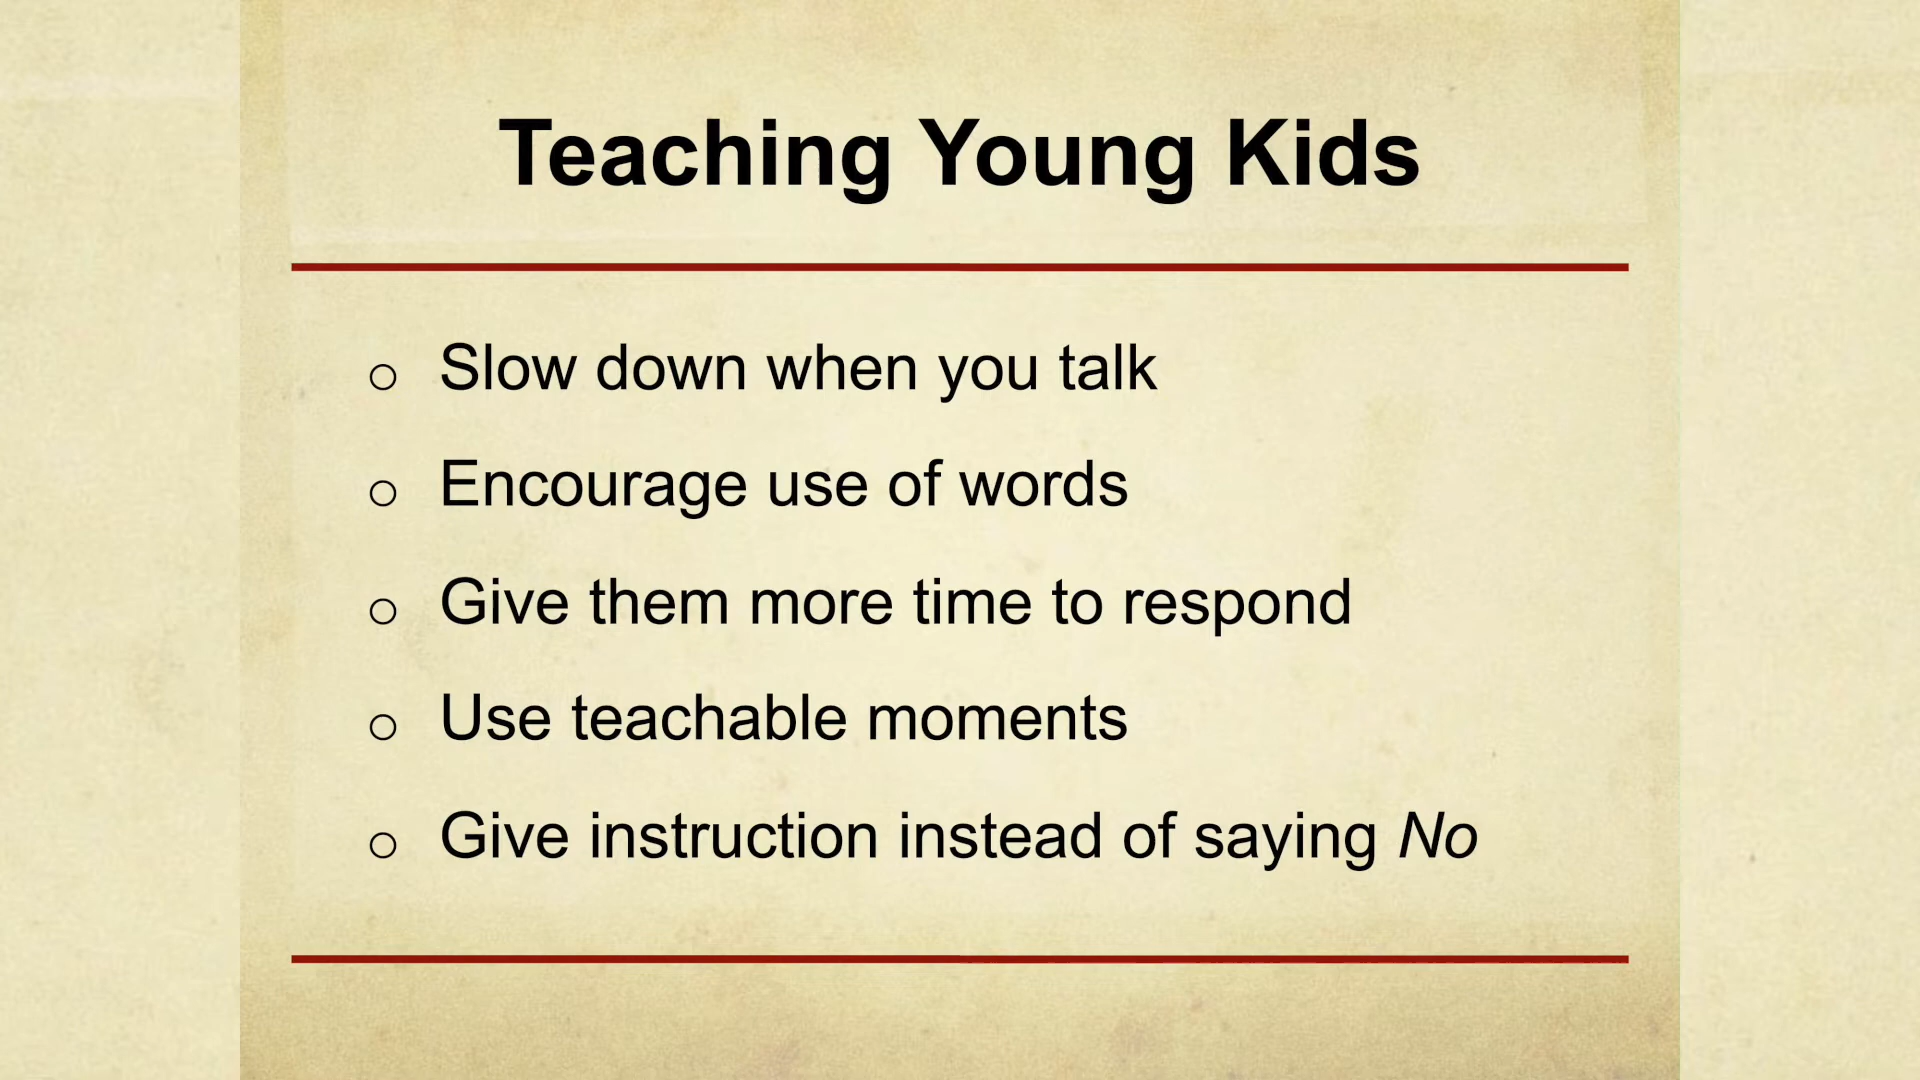 Teaching Young Kids
Slow down when you talk
Encourage use of words
Give them more time to respond
Use teachable moments
Give instruction instead of saying No